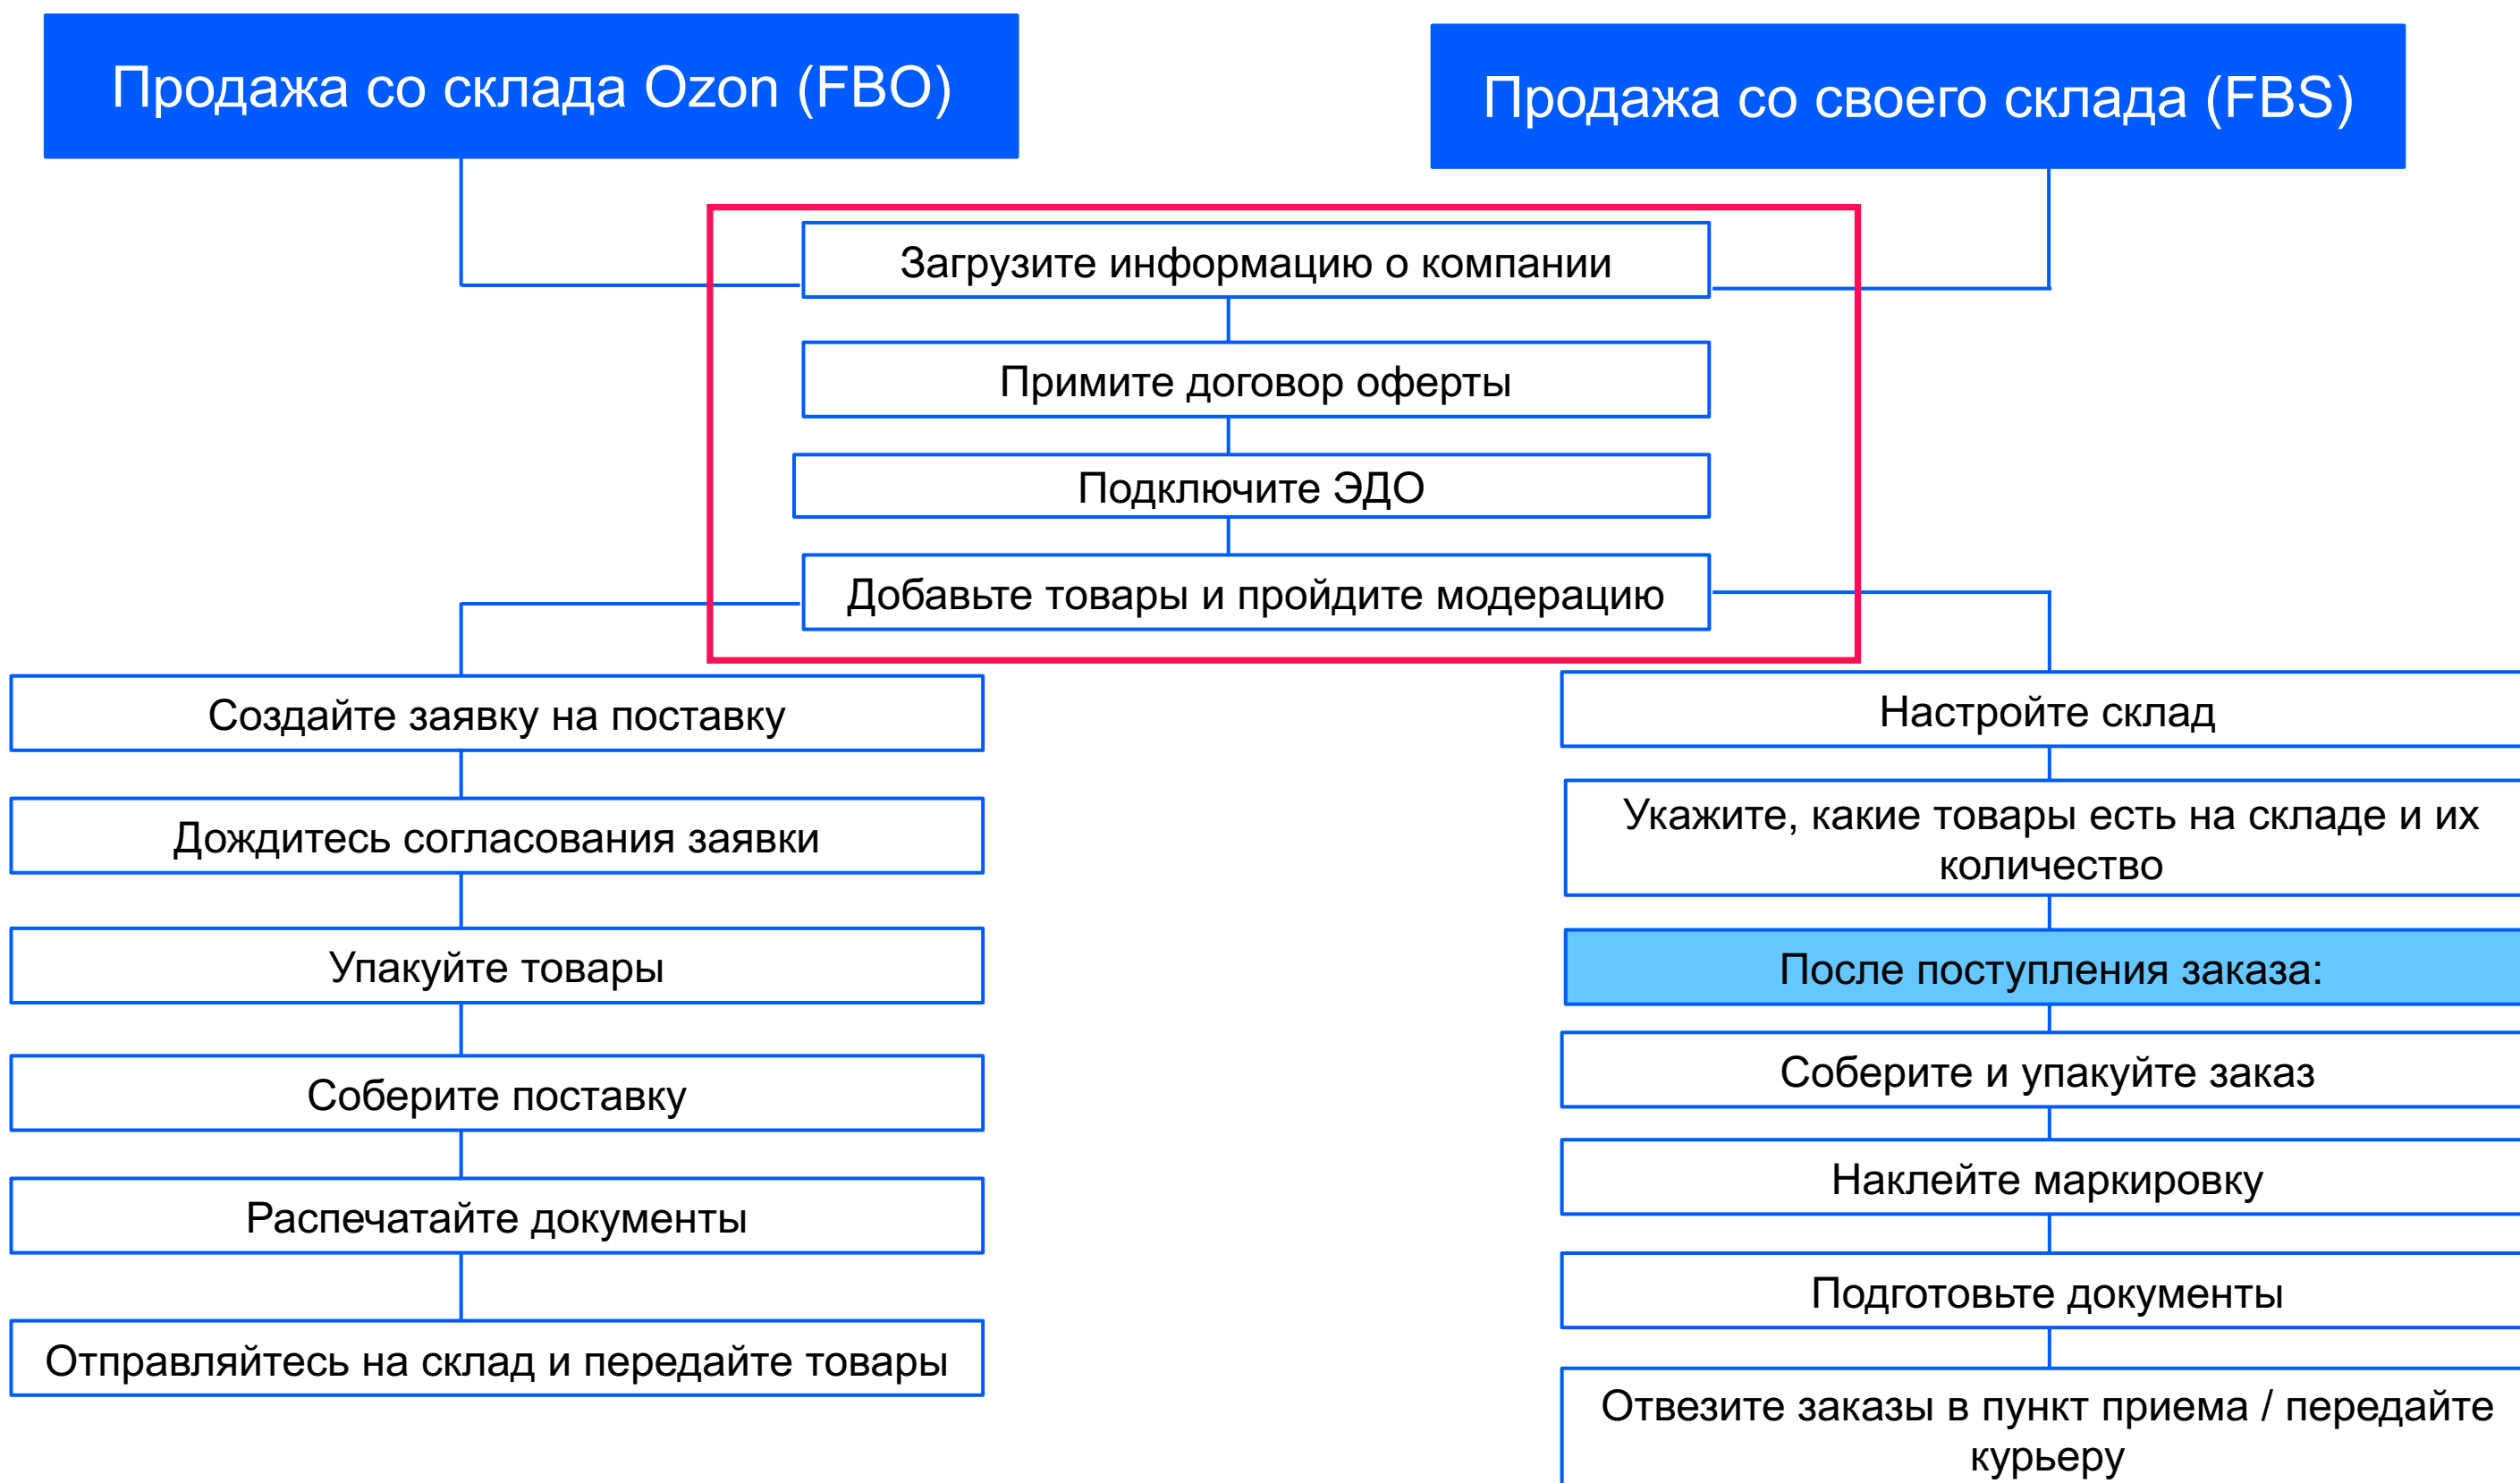 Продажа со склада Ozon (FBO)
Продажа со своего склада (FBS)
Загрузите информацию о компании
Примите договор оферты
Подключите ЭДО
Добавьте товары и пройдите модерацию
Создайте заявку на поставку
Дождитесь согласования заявки
Упакуйте товары
Соберите поставку
Распечатайте документы
Отправляйтесь на склад и передайте товары
Настройте склад
Укажите, какие товары есть на складе и их
количество
После поступления заказа:
Соберите и упакуйте заказ
Наклейте маркировку
Подготовьте документы
Отвезите заказы в пункт приема / передайте
курьеру